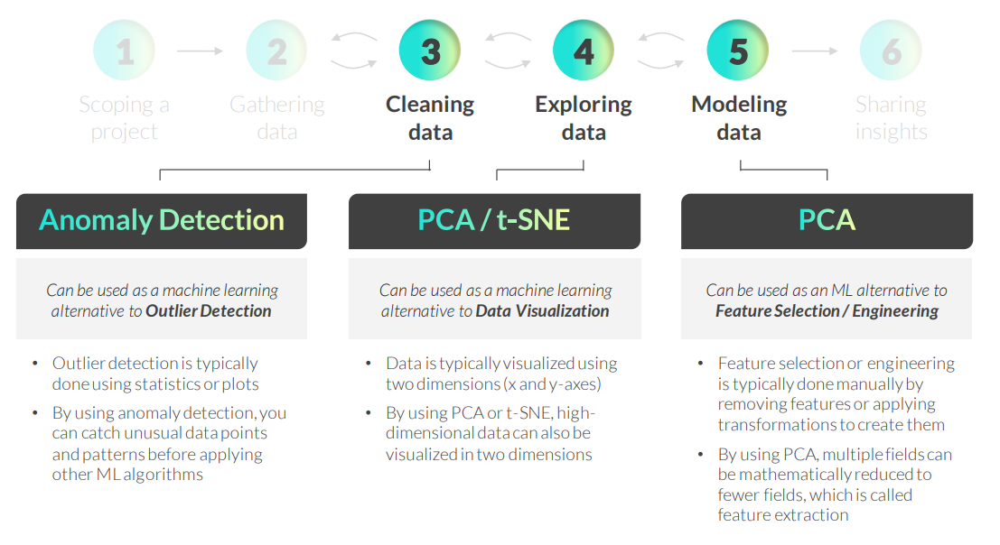 1
2
3
4
5
6
Scoping a
project
Gathering
data
Cleaning
data
Exploring
data
Modeling
data
Sharing
insights
Anomaly Detection
Can be used as a machine learning
alternative to Outlier Detection
• Outlier detection is typically
done using statistics or plots
• By using anomaly detection, you
can catch unusual data points
and patterns before applying
other ML algorithms
PCA / t-SNE
Can be used as a machine learning
alternative to Data Visualization
• Data is typically visualized using
two dimensions (x and y-axes)
• By using PCA or t-SNE, high-
dimensional data can also be
visualized in two dimensions
PCA
Can be used as an ML alternative to
Feature Selection / Engineering
• Feature selection or engineering
is typically done manually by
removing features or applying
transformations to create them
• By using PCA, multiple fields can
be mathematically reduced to
fewer fields, which is called
feature extraction